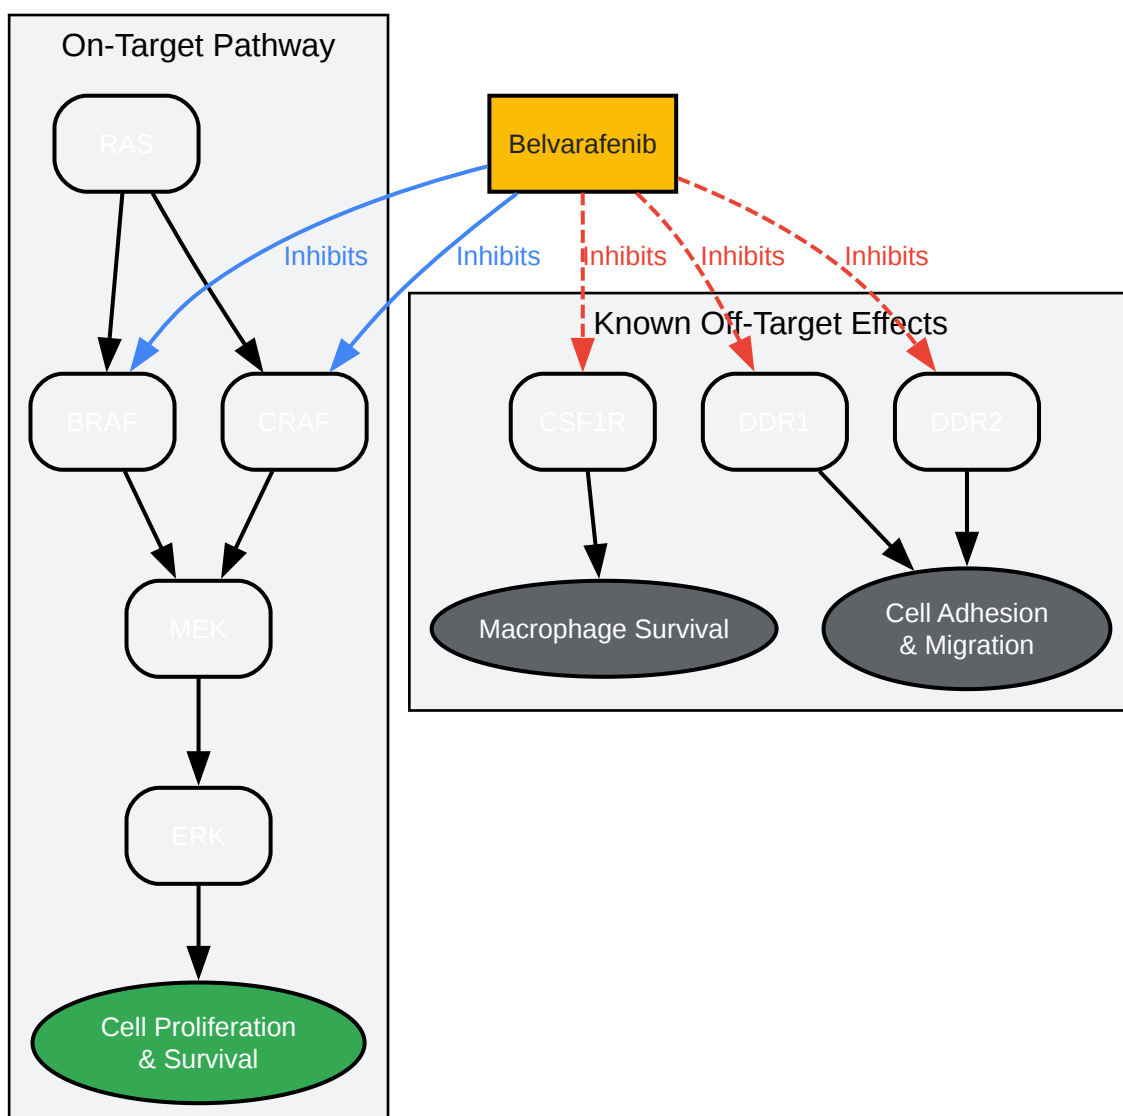 On-Target Pathway
RAS
Belvarafenib
Inhibits
Inhibits
Inhibits
Inhibits
Inhibits
Known Off-Target Effects
BRAF
CRAF
CSF1R
DDR1
DDR2
MEK
Macrophage Survival
Cell Adhesion
& Migration
ERK
Cell Proliferation
& Survival